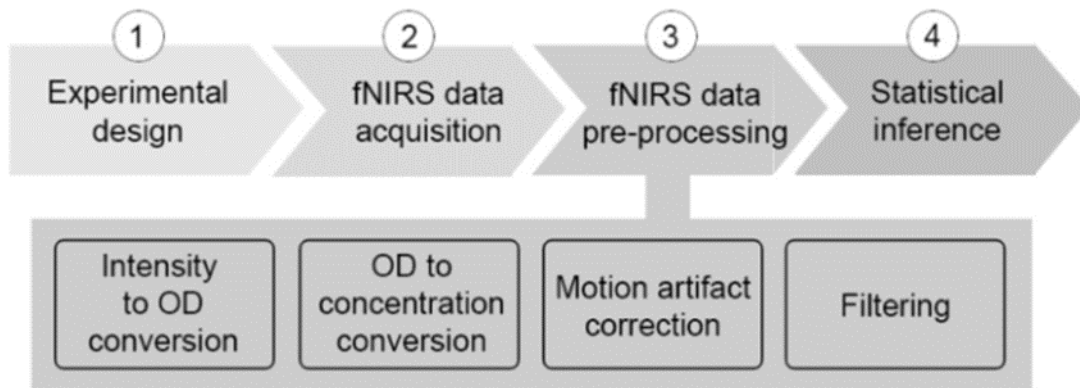 1
Experimental
design
2
fNIRS data
acquisition
3
fNIRS data
pre-processing
4
Statistical
inference
Intensity
to OD
conversion
OD to
concentration
conversion
Motion artifact
correction
Filtering